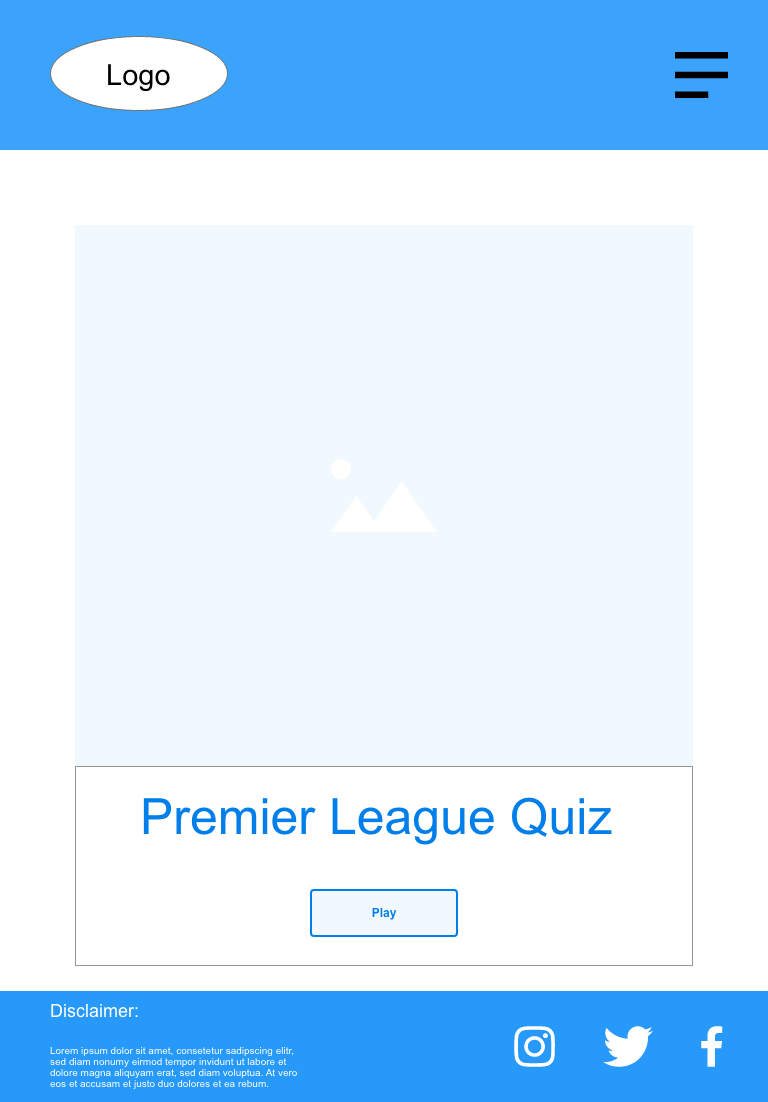 Logo
Premier League Quiz
Play
Disclaimer:
Lorem ipsum dolor sit amet, consetetur sadipscing elitr,
sed diam nonumy eirmod tempor invidunt ut labore et
dolore magna aliquyam erat, sed diam voluptua. At vero
eos et accusam et justo duo dolores et ea rebum.